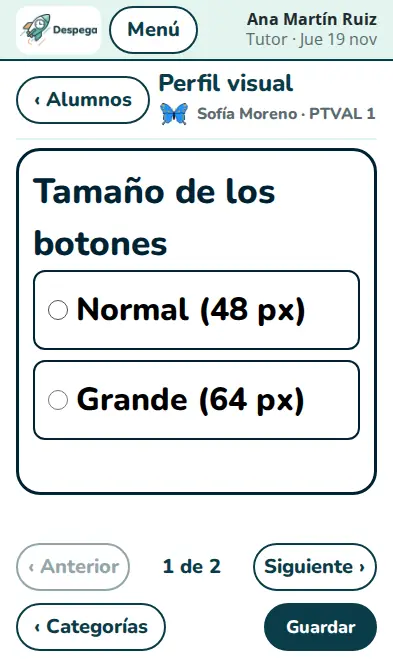 Despega
Menú
Ana Martín Ruiz
Tutor · Jue 19 nov
‹ Alumnos
Perfil visual
Sofía Moreno · PTVAL 1
Tamaño de los
botones
Normal (48 px)
Grande (64 px)
‹ Anterior
1 de 2
Siguiente ›
‹ Categorías
Guardar